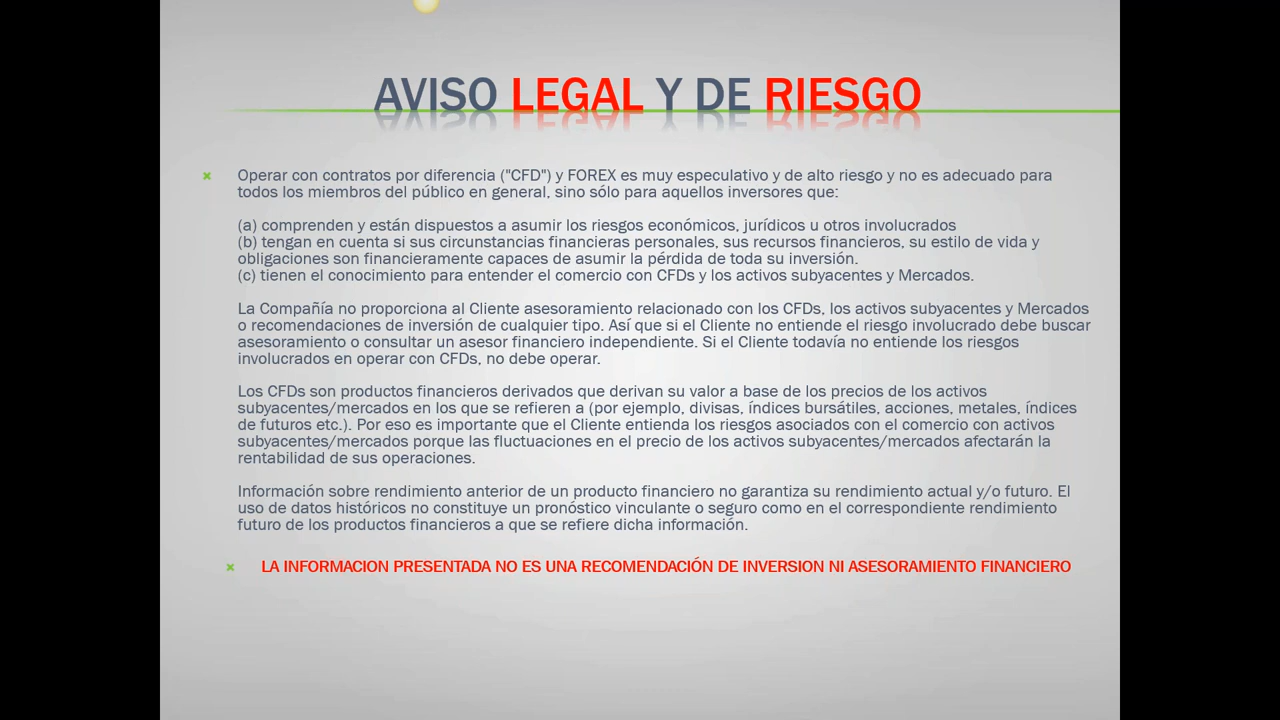 AVISO LEGAL Y DE RIESGO
Operar con contratos por diferencia ("CFD") y FOREX es muy especulativo y de alto riesgo y no es adecuado para
todos los miembros del público en general, sino sólo para aquellos inversores que:
(a) comprenden y están dispuestos a asumir los riesgos económicos, jurídicos u otros involucrados
(b) tengan en cuenta si sus circunstancias financieras personales, sus recursos financieros, su estilo de vida y
obligaciones son financieramente capaces de asumir la pérdida de toda su inversión.
(c) tienen el conocimiento para entender el comercio con CFDs y los activos subyacentes y Mercados.
La Compañía no proporciona al Cliente asesoramiento relacionado con los CFDs, los activos subyacentes y Mercados
o recomendaciones de inversión de cualquier tipo. Así que si el Cliente no entiende el riesgo involucrado debe buscar
asesoramiento o consultar un asesor financiero independiente. Si el Cliente todavía no entiende los riesgos
involucrados en operar con CFDs, no debe operar.
Los CFDs son productos financieros derivados que derivan su valor a base de los precios de los activos
subyacentes/mercados en los que se refieren a (por ejemplo, divisas, índices bursátiles, acciones, metales, índices
de futuros etc.). Por eso es importante que el Cliente entienda los riesgos asociados con el comercio con activos
subyacentes/mercados porque las fluctuaciones en el precio de los activos subyacentes/mercados afectarán la
rentabilidad de sus operaciones.
Información sobre rendimiento anterior de un producto financiero no garantiza su rendimiento actual y/o futuro. El
uso de datos históricos no constituye un pronóstico vinculante o seguro como en el correspondiente rendimiento
futuro de los productos financieros a que se refiere dicha información.
LA INFORMACION PRESENTADA NO ES UNA RECOMENDACIÓN DE INVERSION NI ASESORAMIENTO FINANCIERO